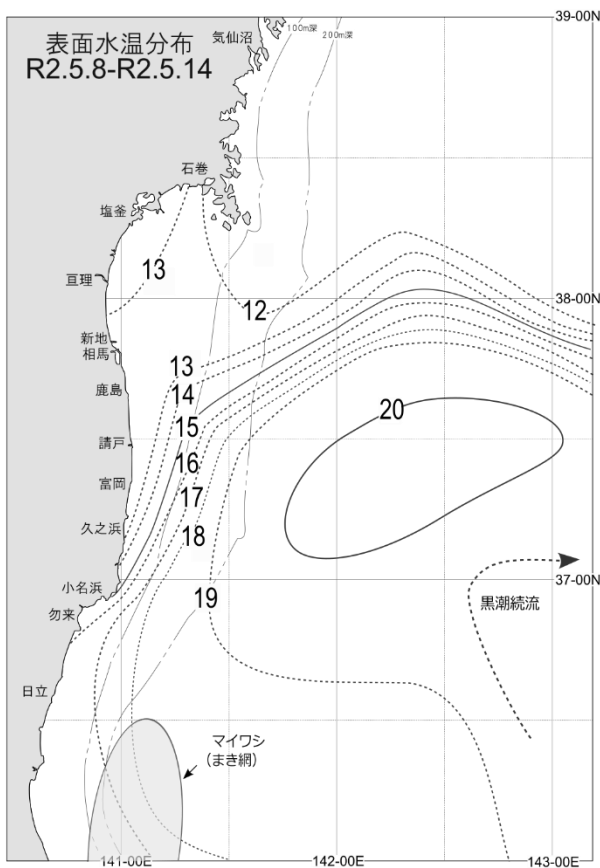 表面水温分布
R2.5.8-R2.5.14
39-00N
気仙沼
100m深
200m深
石巻
塩釜
13
亘理
12
38-00N
新地
相馬
13
鹿島
14
20
15
請戸
16
富岡
17
久之浜
18
37-00N
小名浜
19
黒潮続流
勿来
日立
マイワシ
(まき網)
141-00E
142-00E
143-00E